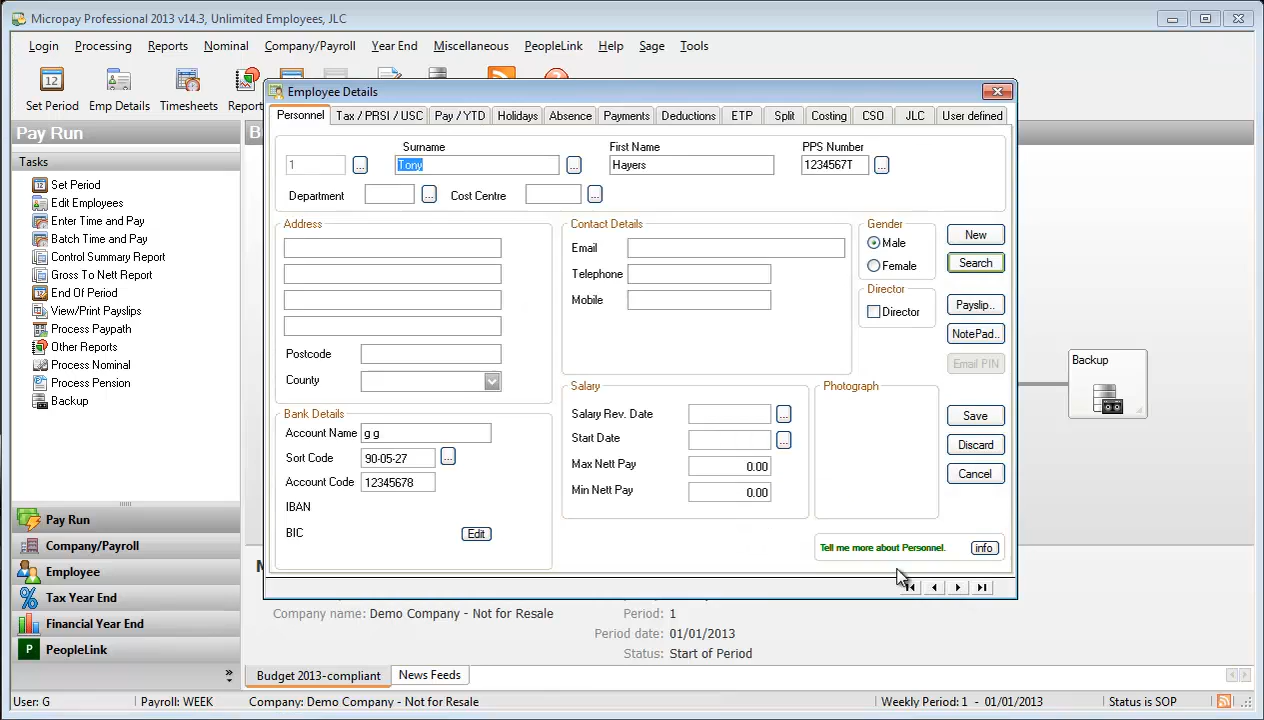 Micropay Professional 2013 v14.3, Unlimited Employees, JLC
Login Processing Reports Nominal Company/Payroll Year End Miscellaneous PeopleLink Help Sage Tools
12
Set Period Emp Details Timesheets Report
Pay Run
Tasks
Set Period
Edit Employees
Enter Time and Pay
Batch Time and Pay
Control Summary Report
Gross To Nett Report
End Of Period
View/Print Payslips
Process Paypath
Other Reports
Process Nominal
Process Pension
Backup
Pay Run
Company/Payroll
Employee
Tax Year End
Financial Year End
P PeopleLink
Employee Details
Personnel Tax / PRSI / USC Pay / YTD Holidays Absence Payments Deductions ETP Split Costing CSO JLC User defined
Surname First Name PPS Number
1 ... Tony ... Hayers 1234567T ...
Department ... Cost Centre ...
Address
Postcode
County
Contact Details
Email
Telephone
Mobile
Gender
Male
Female
Director
Director
New
Search
Payslip..
NotePad..
Email PIN
Bank Details
Account Name g g
Sort Code 90-05-27 ...
Account Code 12345678
IBAN
BIC Edit
Salary
Salary Rev. Date ...
Start Date ...
Max Nett Pay 0.00
Min Nett Pay 0.00
Photograph
Save
Discard
Cancel
Tell me more about Personnel. info
Backup
Company name: Demo Company - Not for Resale Period: 1
Period date: 01/01/2013
Status: Start of Period
Budget 2013-compliant News Feeds
User: G Payroll: WEEK Company: Demo Company - Not for Resale Weekly Period: 1 - 01/01/2013 Status is SOP